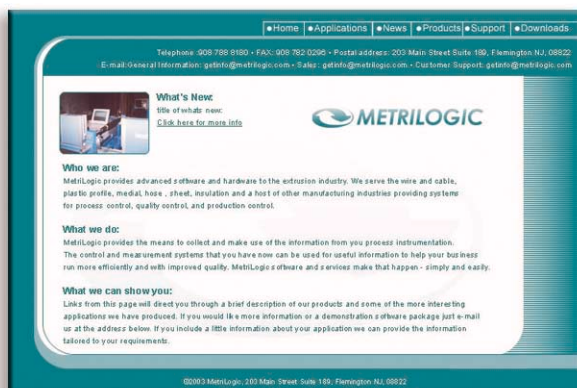 ●Home ●Applications ●News ●Products ●Support ●Downloads
Telephone :908 788 8180 • FAX: 908 782 0296 • Postal address: 203 Main Street Suite 189, Flemington NJ, 08822
E-mail:General Information: getinfo@metrilogic.com • Sales: getinfo@metrilogic.com • Customer Support: getinfo@metrilogic.com
What's New:
title of whats new:
Click here for more info
METRILOGIC
Who we are:
MetriLogic provides advanced software and hardware to the extrusion industry. We serve the wire and cable,
plastic profile, medial, hose , sheet, insulation and a host of other manufacturing industries providing systems
for process control, quality control, and production control.
What we do:
MetriLogic provides the means to collect and make use of the information from you process instrumentation.
The control and measurement systems that you have now can be used for useful information to help your business
run more efficiently and with improved quality. MetriLogic software and services make that happen - simply and easily.
What we can show you:
Links from this page will direct you through a brief description of our products and some of the more interesting
applications we have produced. If you would like more information or a demonstration software package just e-mail
us at the address below. If you include a little information about your application we can provide the information
tailored to your requirements.
©2003 MetriLogic, 203 Main Street Suite 189, Flemington NJ, 08822